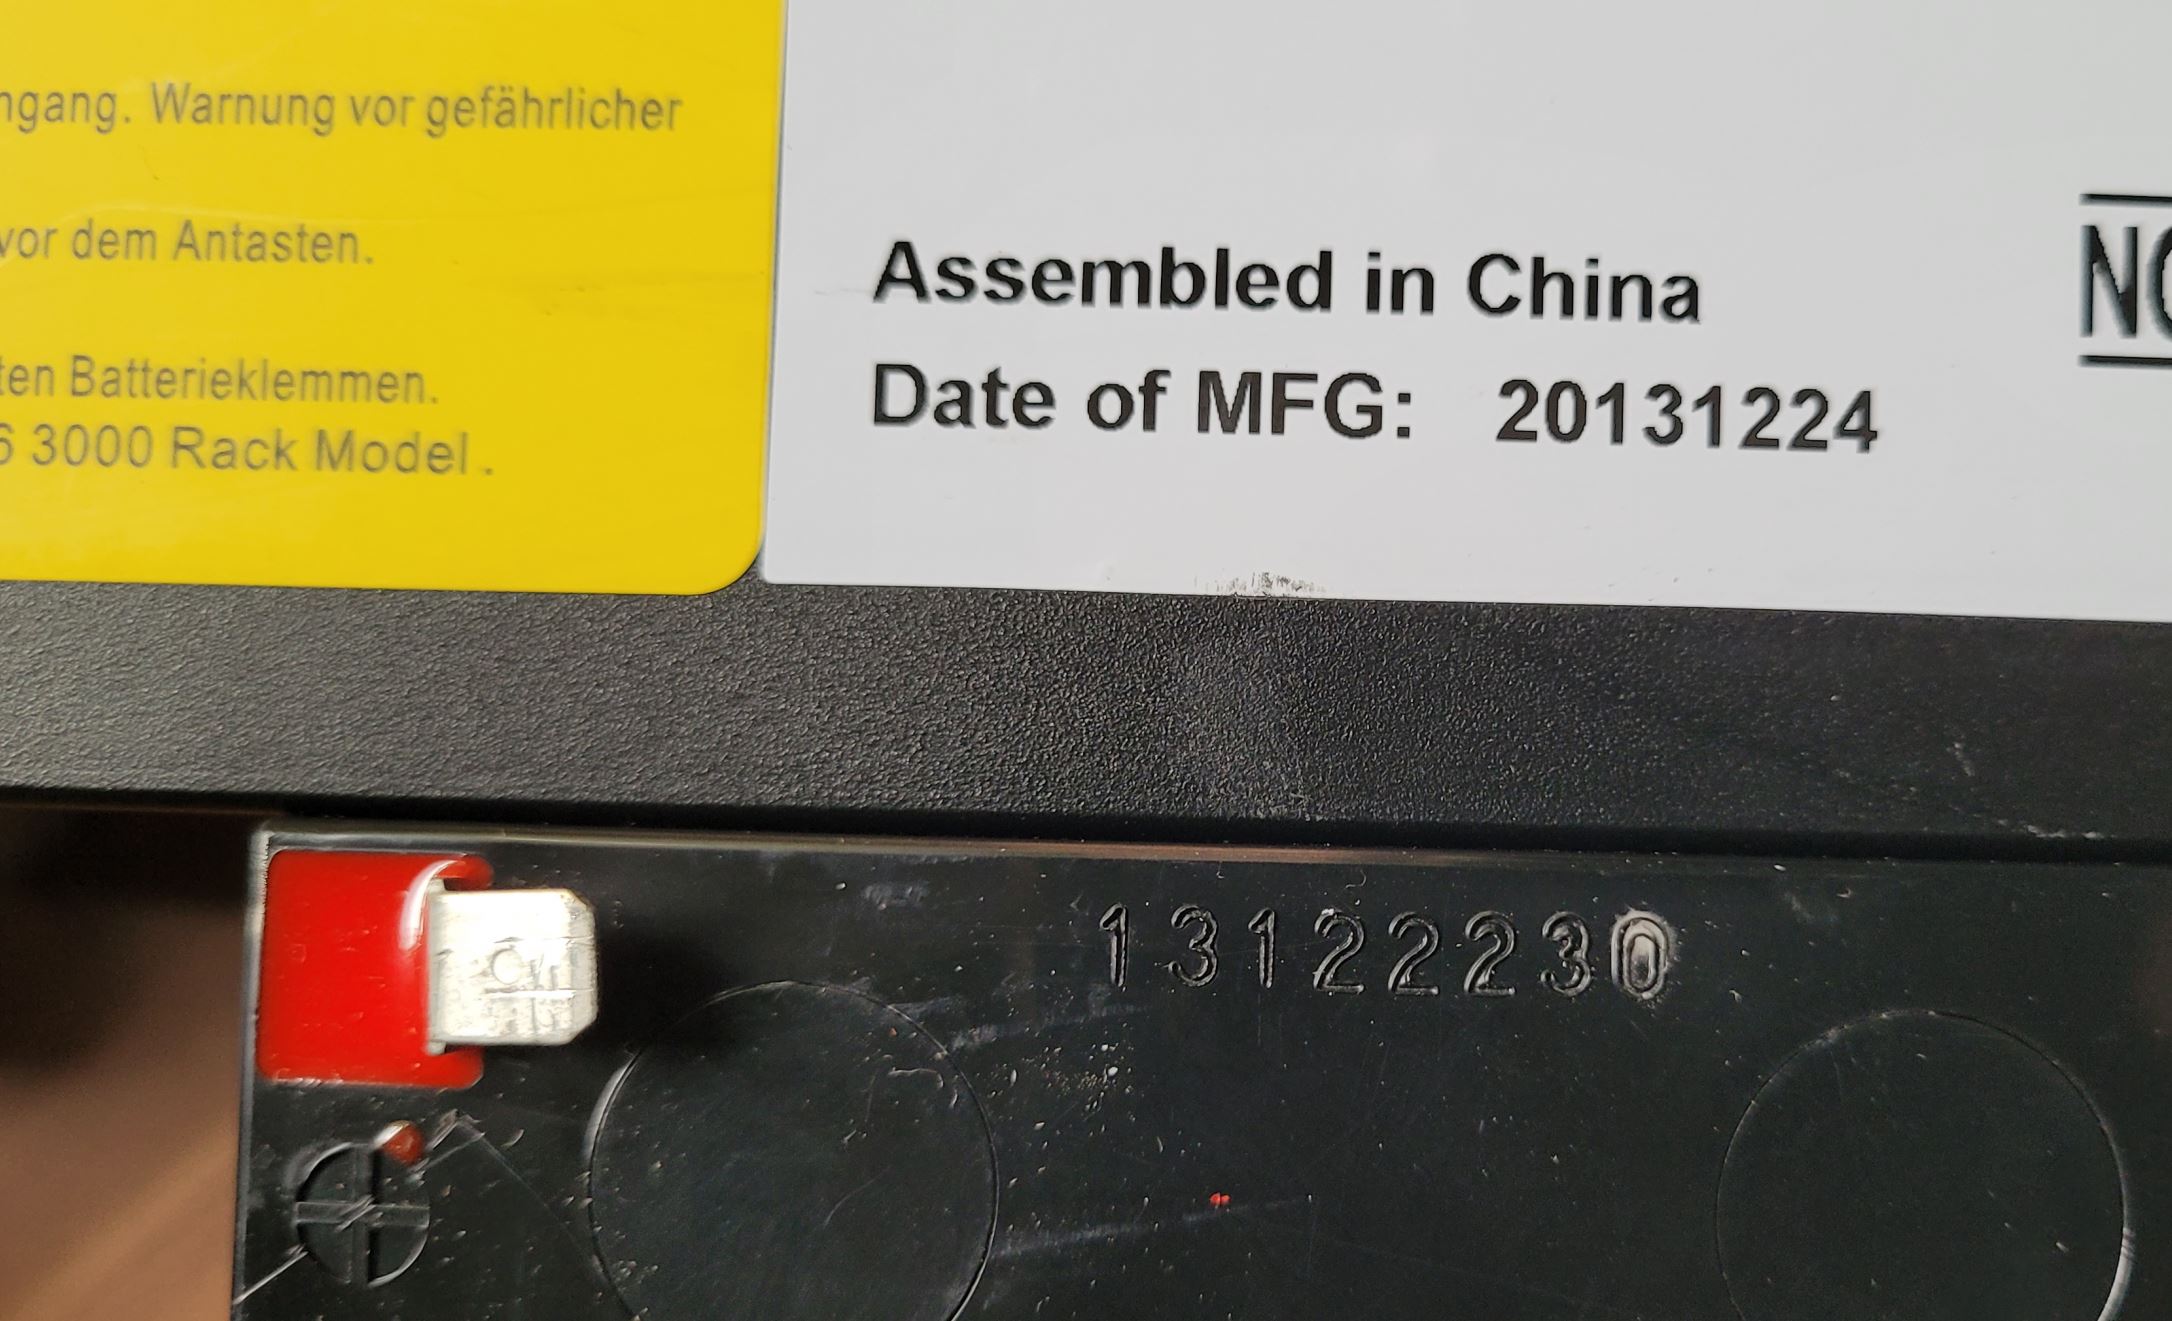 ngang. Warnung vor gefährlicher
vor dem Antasten.
ten Batterieklemmen.
6 3000 Rack Model .
Assembled in China
Date of MFG: 20131224
13122230